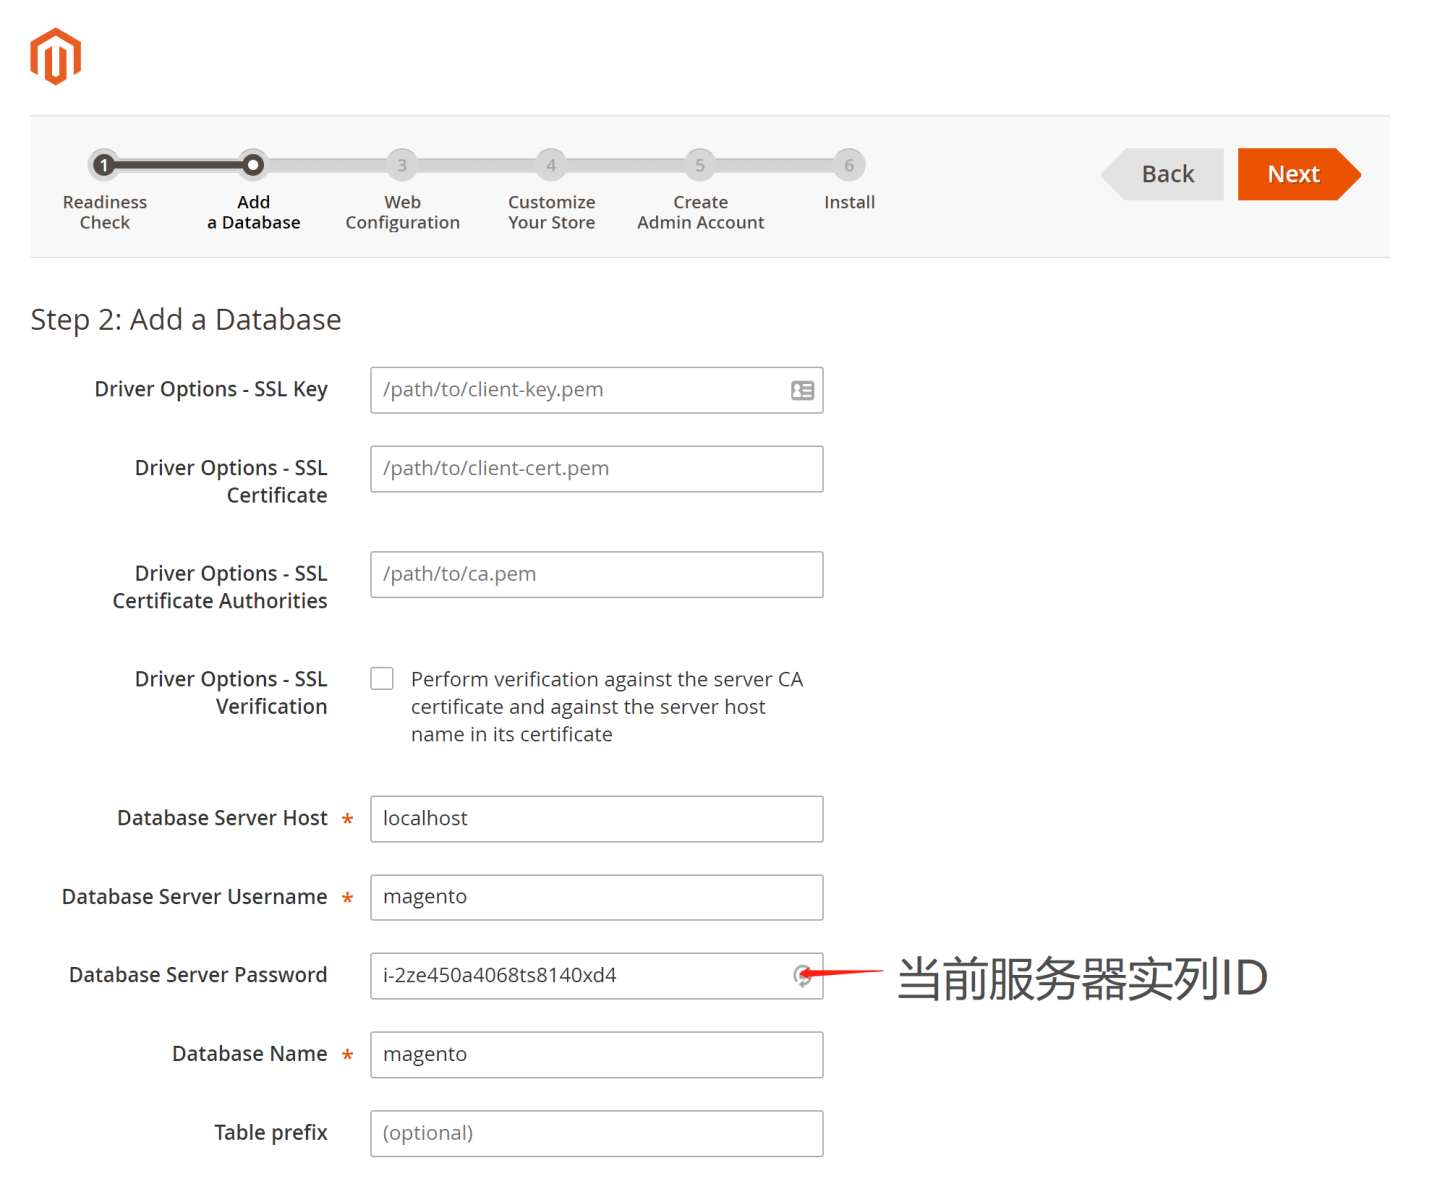 1
3
4
5
6
Readiness
Check
Add
a Database
Web
Configuration
Customize
Your Store
Create
Admin Account
Install
Back
Next
Step 2: Add a Database
Driver Options - SSL Key
/path/to/client-key.pem
Driver Options - SSL
Certificate
/path/to/client-cert.pem
Driver Options - SSL
Certificate Authorities
/path/to/ca.pem
Driver Options - SSL
Verification
Perform verification against the server CA
certificate and against the server host
name in its certificate
Database Server Host *
localhost
Database Server Username *
magento
Database Server Password
i-2ze450a4068ts8140xd4
当前服务器实列ID
Database Name *
magento
Table prefix
(optional)